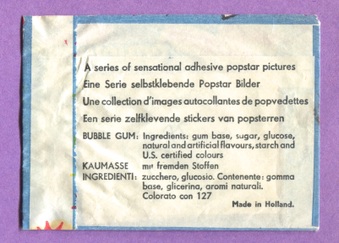 A series of sensational adhesive popstar pictures
Eine Serie selbstklebende Popstar Bilder
Une collection d'images autocollantes de popvedettes
Een serie zelfklevende stickers van popsterren
BUBBLE GUM: Ingredients: gum base, sugar, glucose,
natural and artificial flavours, starch and
U.S. certified colours
KAUMASSE mit fremden Stoffen
INGREDIENTI: zucchero, glucosio. Contenente: gomma
base, glicerina, aromi naturali.
Colorato con 127
Made in Holland.